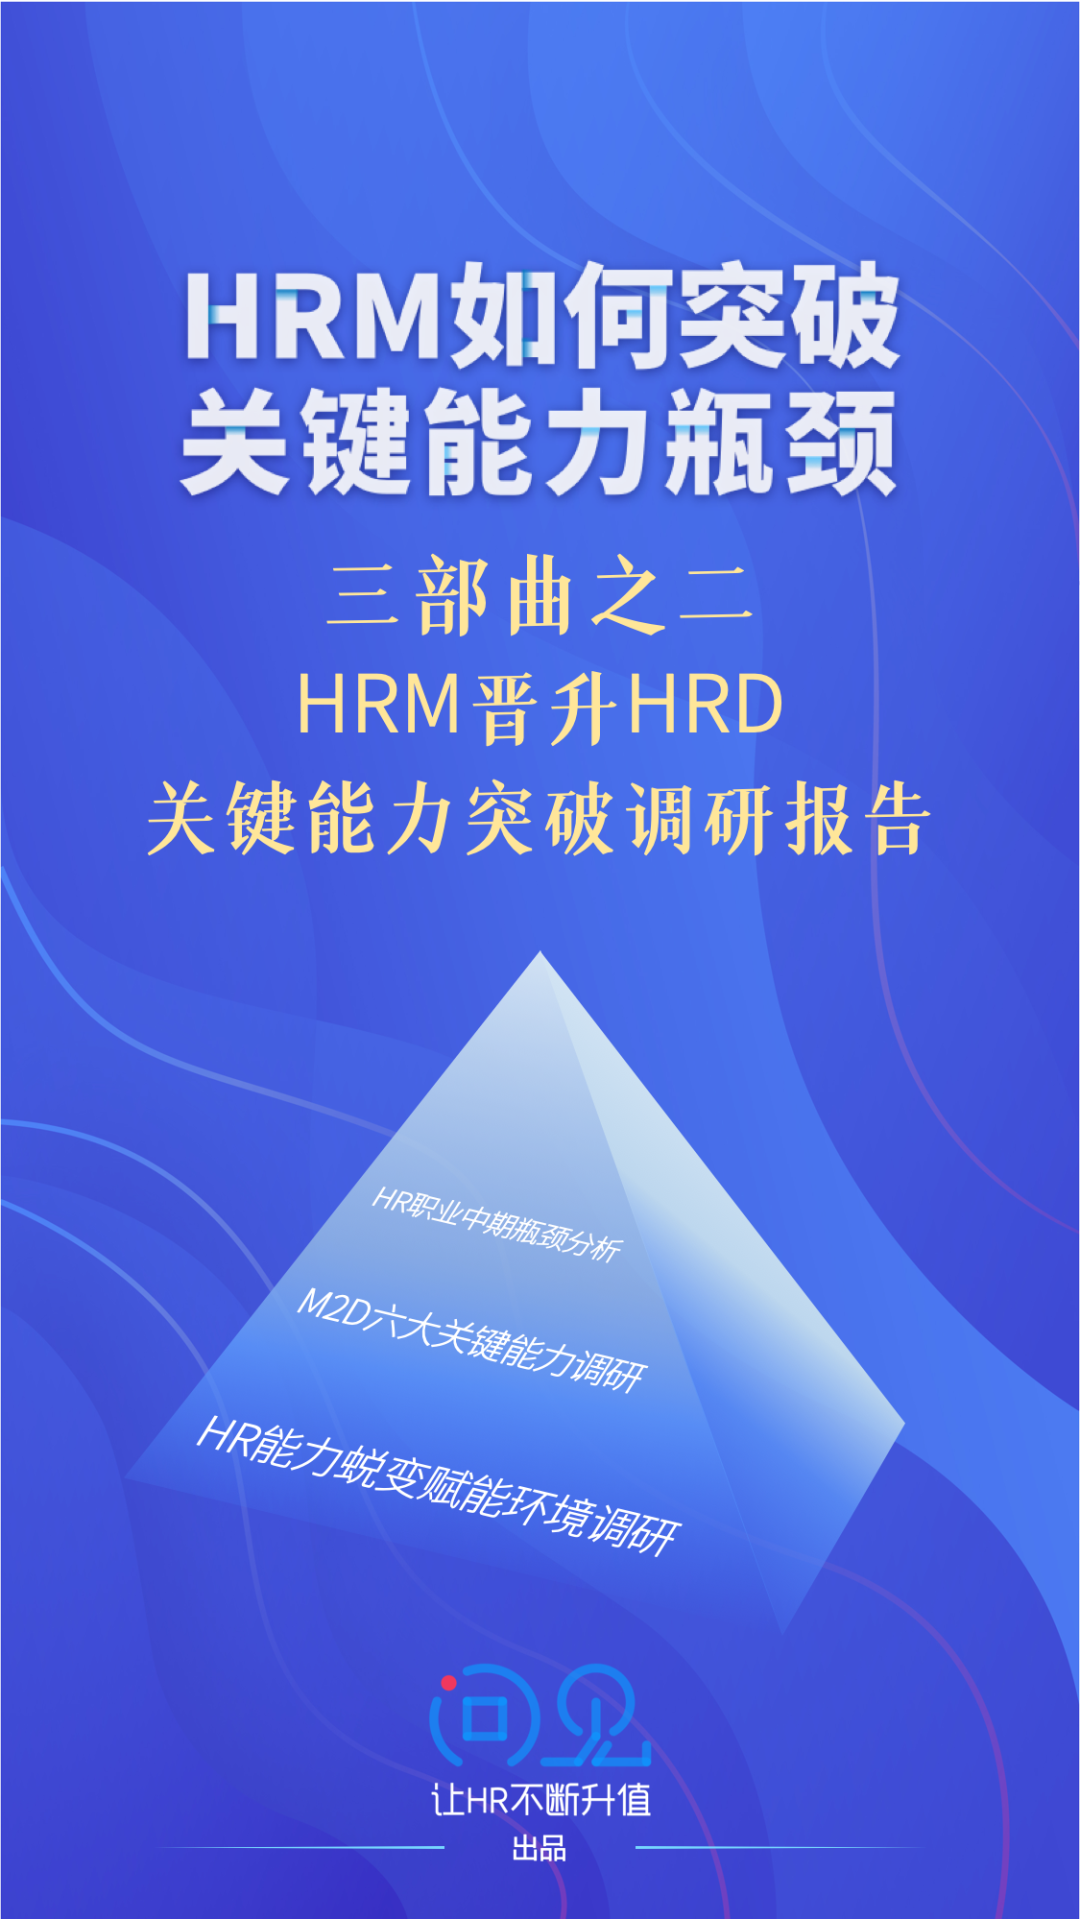 HRM如何突破
关键能力瓶颈
三部曲之二
HRM晋升HRD
关键能力突破调研报告
HR职业中期瓶颈分析
M2D六大关键能力调研
HR能力蜕变赋能环境调研
问见
让HR不断升值
出品